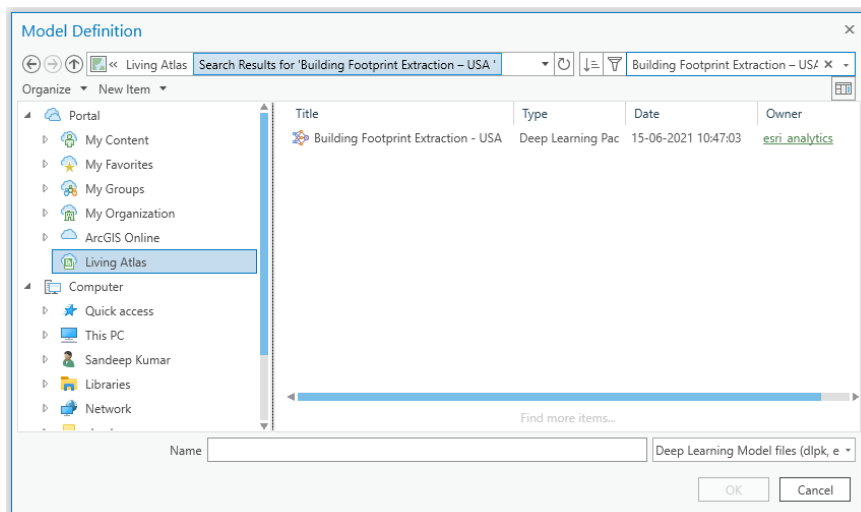 Model Definition
« Living Atlas Search Results for 'Building Footprint Extraction – USA ' Building Footprint Extraction – USA
Organize New Item
Portal
My Content
My Favorites
My Groups
My Organization
ArcGIS Online
Living Atlas
Computer
Quick access
This PC
Sandeep Kumar
Libraries
Network
Title Type Date Owner
Building Footprint Extraction - USA Deep Learning Pac 15-06-2021 10:47:03 esri_analytics
Find more items...
Name Deep Learning Model files (dlpk, e
OK Cancel